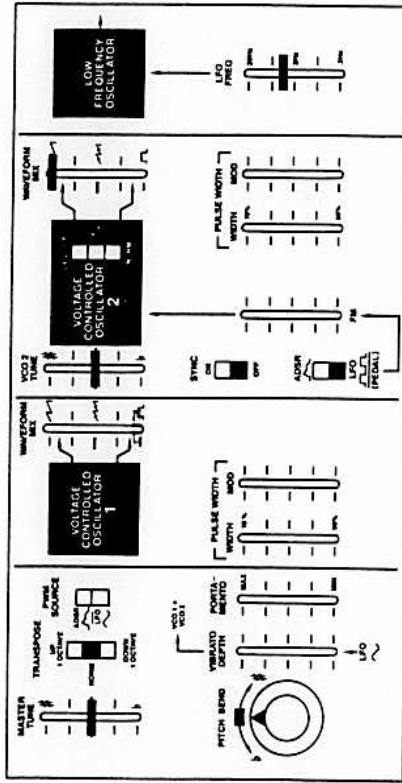 MASTER
TUNE
TRANSPOSE
UP
1 OCTAVE
NORM
DOWN
1 OCTAVE
PWM
SOURCE
ADSR
LFO
PITCH BEND
VIBRATO
DEPTH
LFO
PORTA-
MENTO
MAX
MIN
VCO 1 +
VCO 2
VOLTAGE
CONTROLLED
OSCILLATOR
1
WAVEFORM
MIX
PULSE WIDTH
WIDTH
MOD
VCO 2
TUNE
VOLTAGE
CONTROLLED
OSCILLATOR
2
WAVEFORM
MIX
SYNC
ON
OFF
ADSR
LFO
(PEDAL)
FM
PULSE WIDTH
WIDTH
MOD
LOW
FREQUENCY
OSCILLATOR
LFO
FREQ